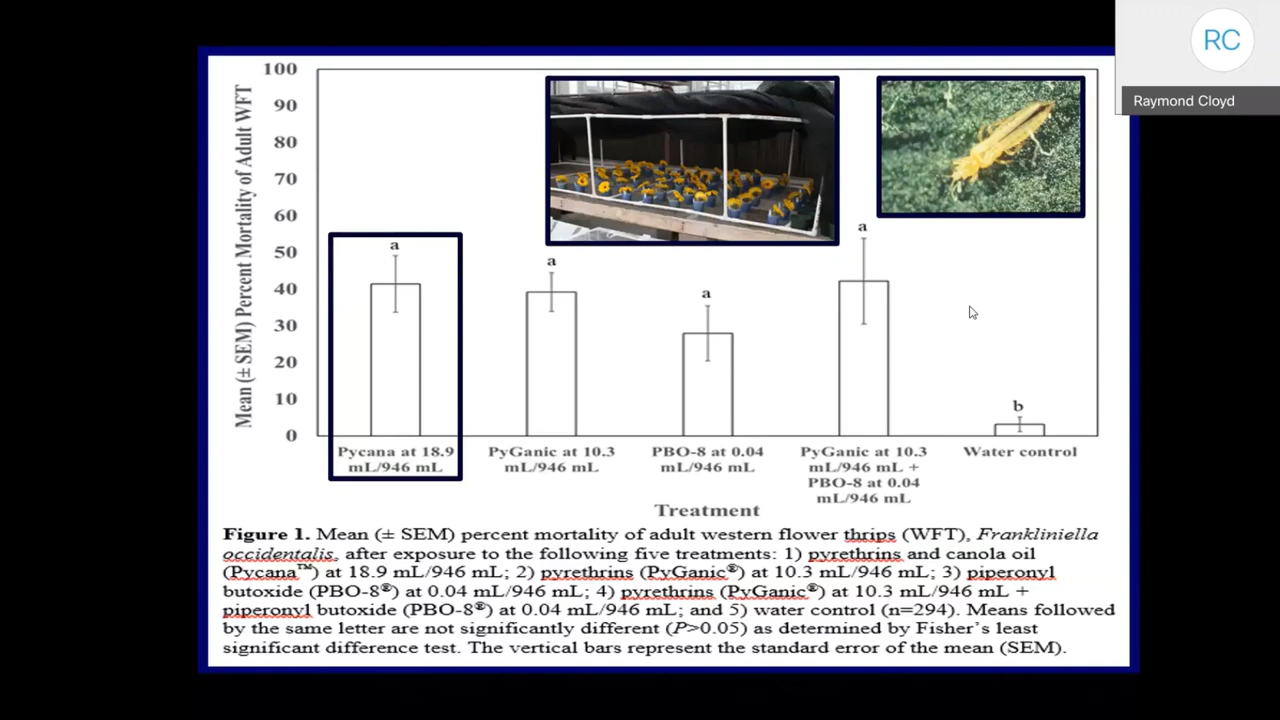 RC
Raymond Cloyd
Mean (± SEM) Percent Mortality of Adult WFT
100
90
80
70
60
50
40
30
20
10
0
a
a
a
a
b
Pycana at 18.9
mL/946 mL
PyGanic at 10.3
mL/946 mL
PBO-8 at 0.04
mL/946 mL
PyGanic at 10.3
mL/946 mL +
PBO-8 at 0.04
mL/946 mL
Water control
Treatment
Figure 1. Mean (± SEM) percent mortality of adult western flower thrips (WFT), Frankliniella
occidentalis, after exposure to the following five treatments: 1) pyrethrins and canola oil
(Pycana™) at 18.9 mL/946 mL; 2) pyrethrins (PyGanic®) at 10.3 mL/946 mL; 3) piperonyl
butoxide (PBO-8®) at 0.04 mL/946 mL; 4) pyrethrins (PyGanic®) at 10.3 mL/946 mL +
piperonyl butoxide (PBO-8®) at 0.04 mL/946 mL; and 5) water control (n=294). Means followed
by the same letter are not significantly different (P>0.05) as determined by Fisher’s least
significant difference test. The vertical bars represent the standard error of the mean (SEM).